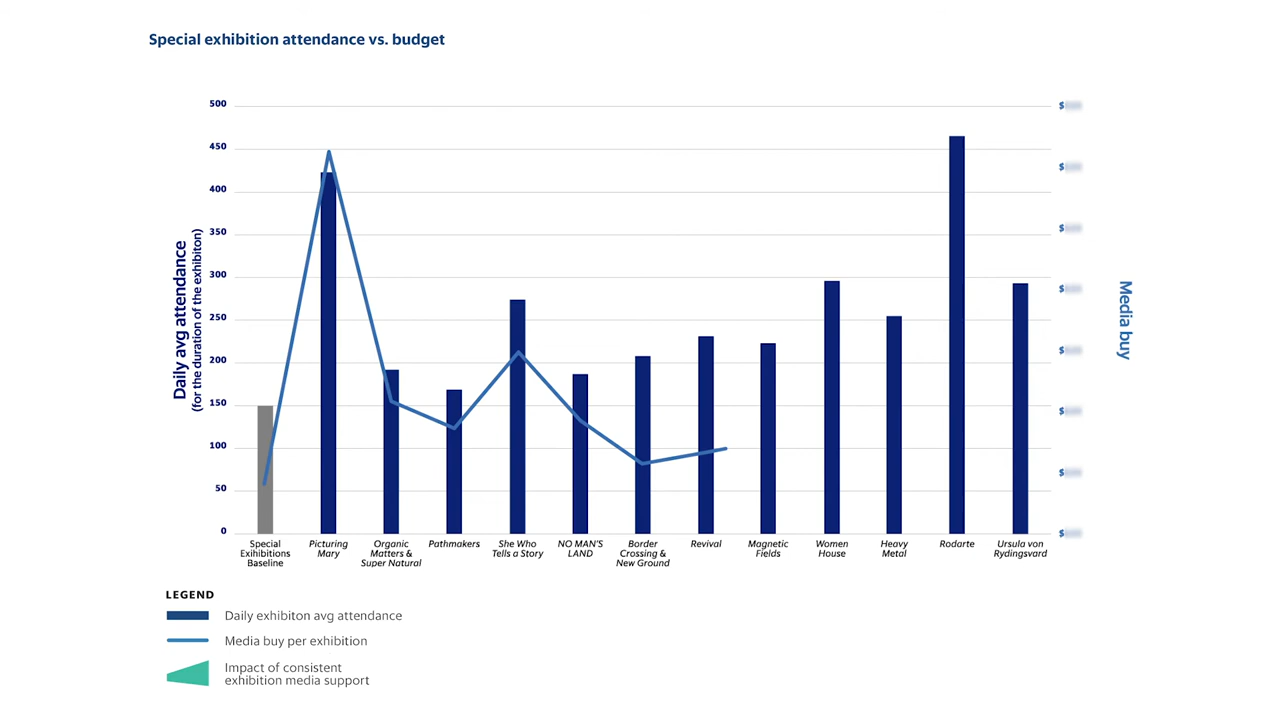 Special exhibition attendance vs. budget
500
450
400
350
300
250
200
150
100
50
0
Daily avg attendance
(for the duration of the exhibiton)
$
$
$
$
$
$
$
$
Media buy
Special
Exihibitions
Baseline
Picturing
Mary
Organic
Matters &
Super Natural
Pathmakers
She Who
Tells a Story
NO MAN'S
LAND
Border
Crossing &
New Ground
Revival
Magnetic
Fields
Women
House
Heavy
Metal
Rodarte
Ursula von
Rydingsvard
LEGEND
Daily exhibiton avg attendance
Media buy per exhibition
Impact of consistent
exhibition media support